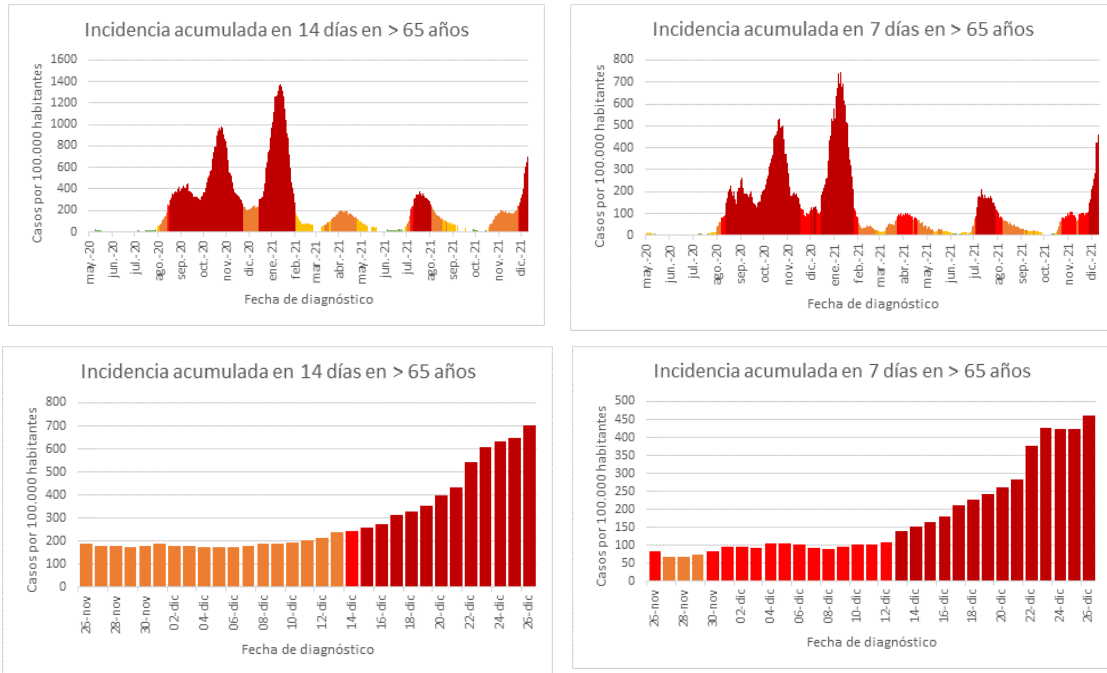 Incidencia acumulada en 14 días en > 65 años
Casos por 100.000 habitantes
1600
1400
1200
1000
800
600
400
200
0
may.-20
jun.-20
jul.-20
ago.-20
sep.-20
oct.-20
nov.-20
dic.-20
ene.-21
feb.-21
mar.-21
abr.-21
may.-21
jun.-21
jul.-21
ago.-21
sep.-21
oct.-21
nov.-21
dic.-21
Fecha de diagnóstico
Incidencia acumulada en 7 días en > 65 años
Casos por 100.000 habitantes
800
700
600
500
400
300
200
100
0
may.-20
jun.-20
jul.-20
ago.-20
sep.-20
oct.-20
nov.-20
dic.-20
ene.-21
feb.-21
mar.-21
abr.-21
may.-21
jun.-21
jul.-21
ago.-21
sep.-21
oct.-21
nov.-21
dic.-21
Fecha de diagnóstico
Incidencia acumulada en 14 días en > 65 años
Casos por 100.000 habitantes
800
700
600
500
400
300
200
100
0
26-nov
28-nov
30-nov
02-dic
04-dic
06-dic
08-dic
10-dic
12-dic
14-dic
16-dic
18-dic
20-dic
22-dic
24-dic
26-dic
Fecha de diagnóstico
Incidencia acumulada en 7 días en > 65 años
Casos por 100.000 habitantes
500
450
400
350
300
250
200
150
100
50
0
26-nov
28-nov
30-nov
02-dic
04-dic
06-dic
08-dic
10-dic
12-dic
14-dic
16-dic
18-dic
20-dic
22-dic
24-dic
26-dic
Fecha de diagnóstico